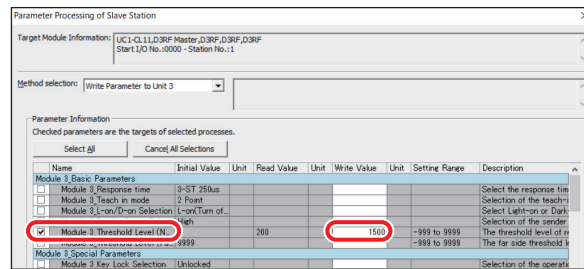 Parameter Processing of Slave Station
Target Module Information: UC1-CL11,D3RF Master,D3RF,D3RF,D3RF
Start I/O No.:0000 - Station No.:1
Method selection: Write Parameter to Unit 3
Parameter Information
Checked parameters are the targets of selected processes.
Select All Cancel All Selections
Name Initial Value Unit Read Value Unit Write Value Unit Setting Range Description
Module 3_Basic Parameters
Module 3_Response time 3-ST 250us Select the response tim
Module 3_Teach in mode 2 Point Selection of the teach-i
Module 3_L-on/D-on Selection L-on(Turn of... Select Light-on or Dark
High Selection of the sender
Module 3_Threshold Level (N... 200 1500 -999 to 9999 The threshold level of re
9999 -999 to 9999 The far side threshold l
Module 3_Special Parameters
Module 3_Key Lock Selection Unlocked Selection of the operati